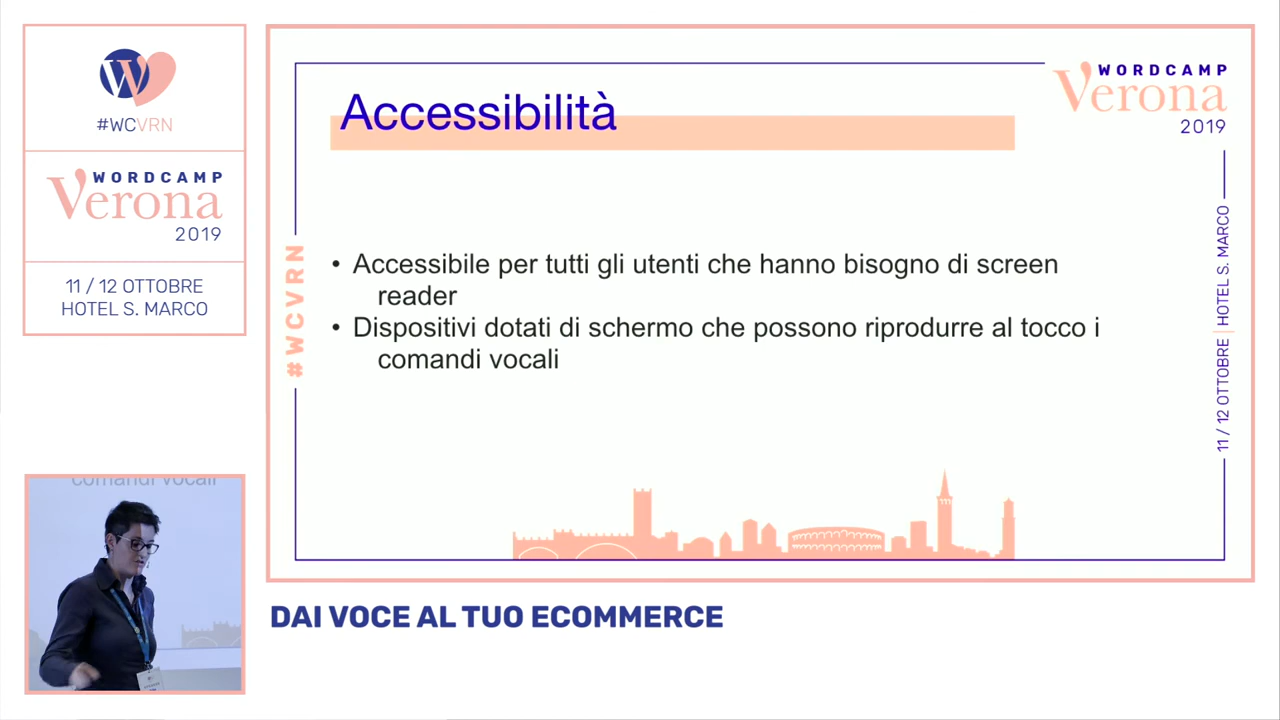 #WCVRN
WORDCAMP
Verona
2019
11 / 12 OTTOBRE
HOTEL S. MARCO
Accessibilità
WORDCAMP
Verona
2019
#WCVRN
• Accessibile per tutti gli utenti che hanno bisogno di screen
reader
• Dispositivi dotati di schermo che possono riprodurre al tocco i
comandi vocali
11 / 12 OTTOBRE | HOTEL S. MARCO
comandi vocali
DAI VOCE AL TUO ECOMMERCE